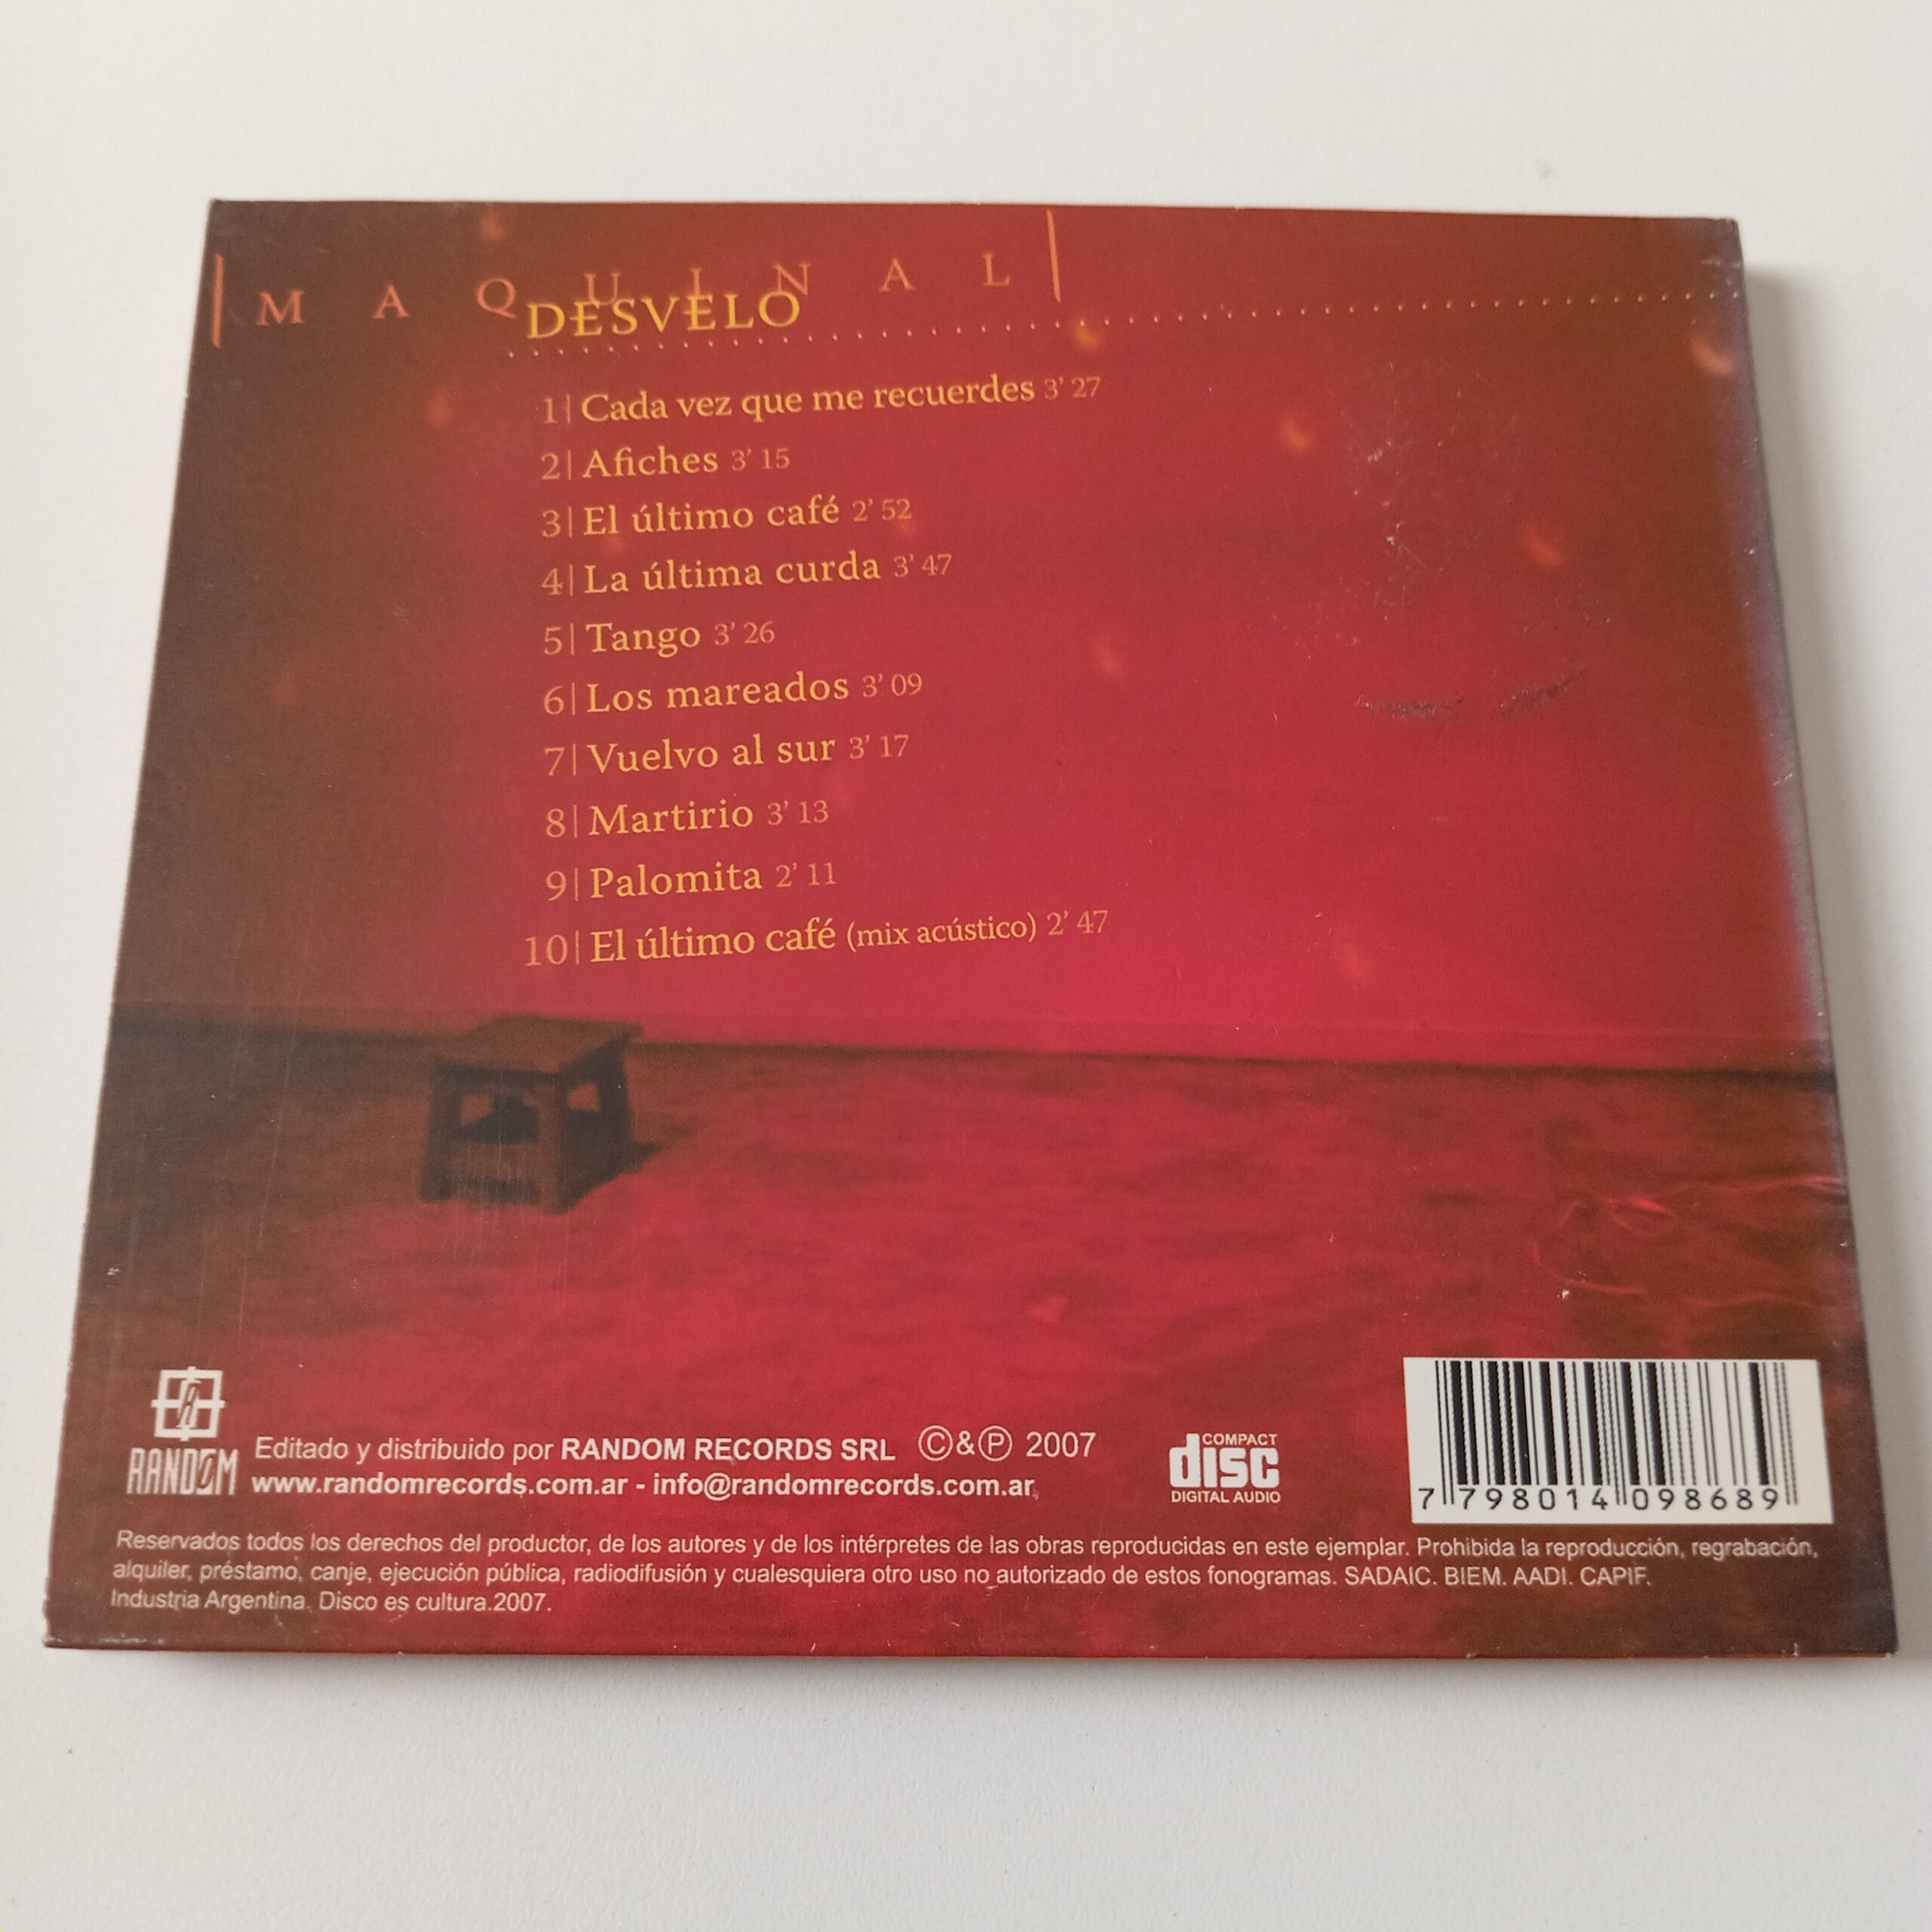 | M A Q U I N A L |
DESVELO
1| Cada vez que me recuerdes 3' 27
2| Afiches 3' 15
3| El último café 2' 52
4| La última curda 3' 47
5| Tango 3' 26
6| Los mareados 3' 09
7| Vuelvo al sur 3' 17
8| Martirio 3' 13
9| Palomita 2' 11
10| El último café (mix acústico) 2' 47
RANDOM
Editado y distribuido por RANDOM RECORDS SRL ©&℗ 2007
www.randomrecords.com.ar - info@randomrecords.com.ar
COMPACT
disc
DIGITAL AUDIO
7 798014 098689
Reservados todos los derechos del productor, de los autores y de los intérpretes de las obras reproducidas en este ejemplar. Prohibida la reproducción, regrabación,
alquiler, préstamo, canje, ejecución pública, radiodifusión y cualesquiera otro uso no autorizado de estos fonogramas. SADAIC. BIEM. AADI. CAPIF.
Industria Argentina. Disco es cultura.2007.